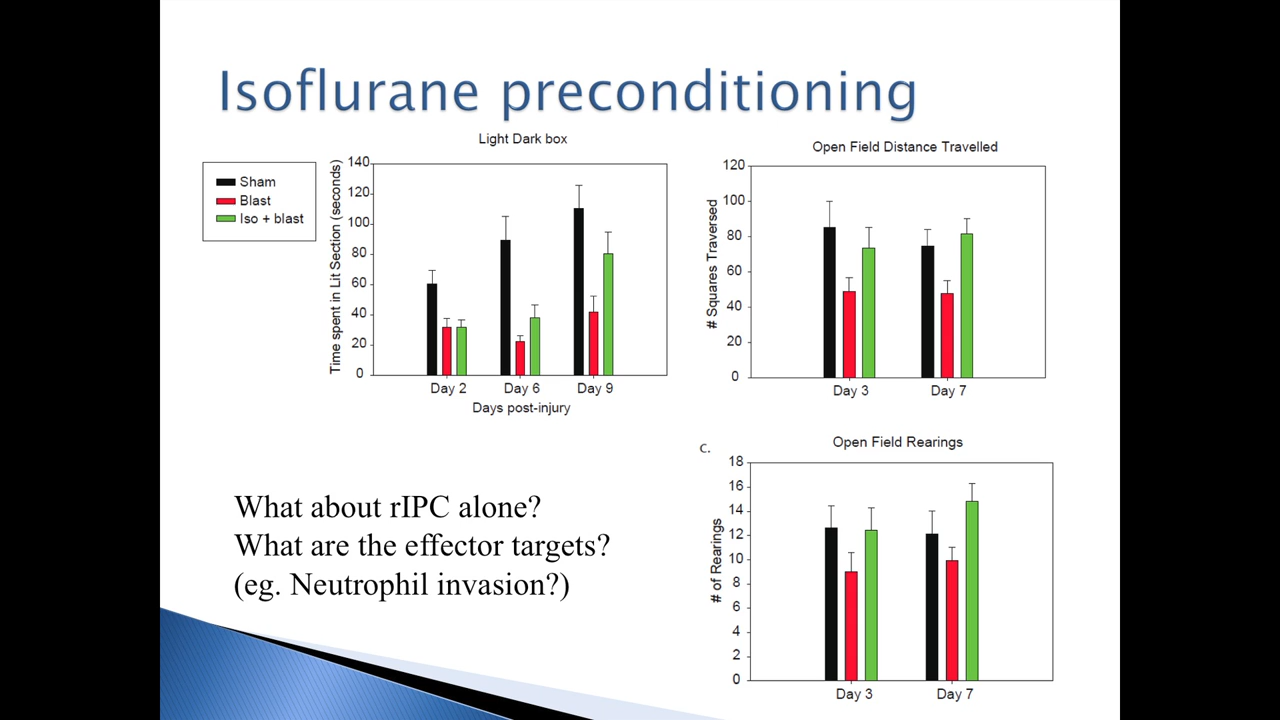 Isoflurane preconditioning
Sham
Blast
Iso + blast
Light Dark box
Time spent in Lit Section (seconds)
140
120
100
80
60
40
20
0
Day 2 Day 6 Day 9
Days post-injury
Open Field Distance Travelled
# Squares Traversed
120
100
80
60
40
20
0
Day 3 Day 7
c.
Open Field Rearings
# of Rearings
18
16
14
12
10
8
6
4
2
0
Day 3 Day 7
What about rIPC alone?
What are the effector targets?
(eg. Neutrophil invasion?)